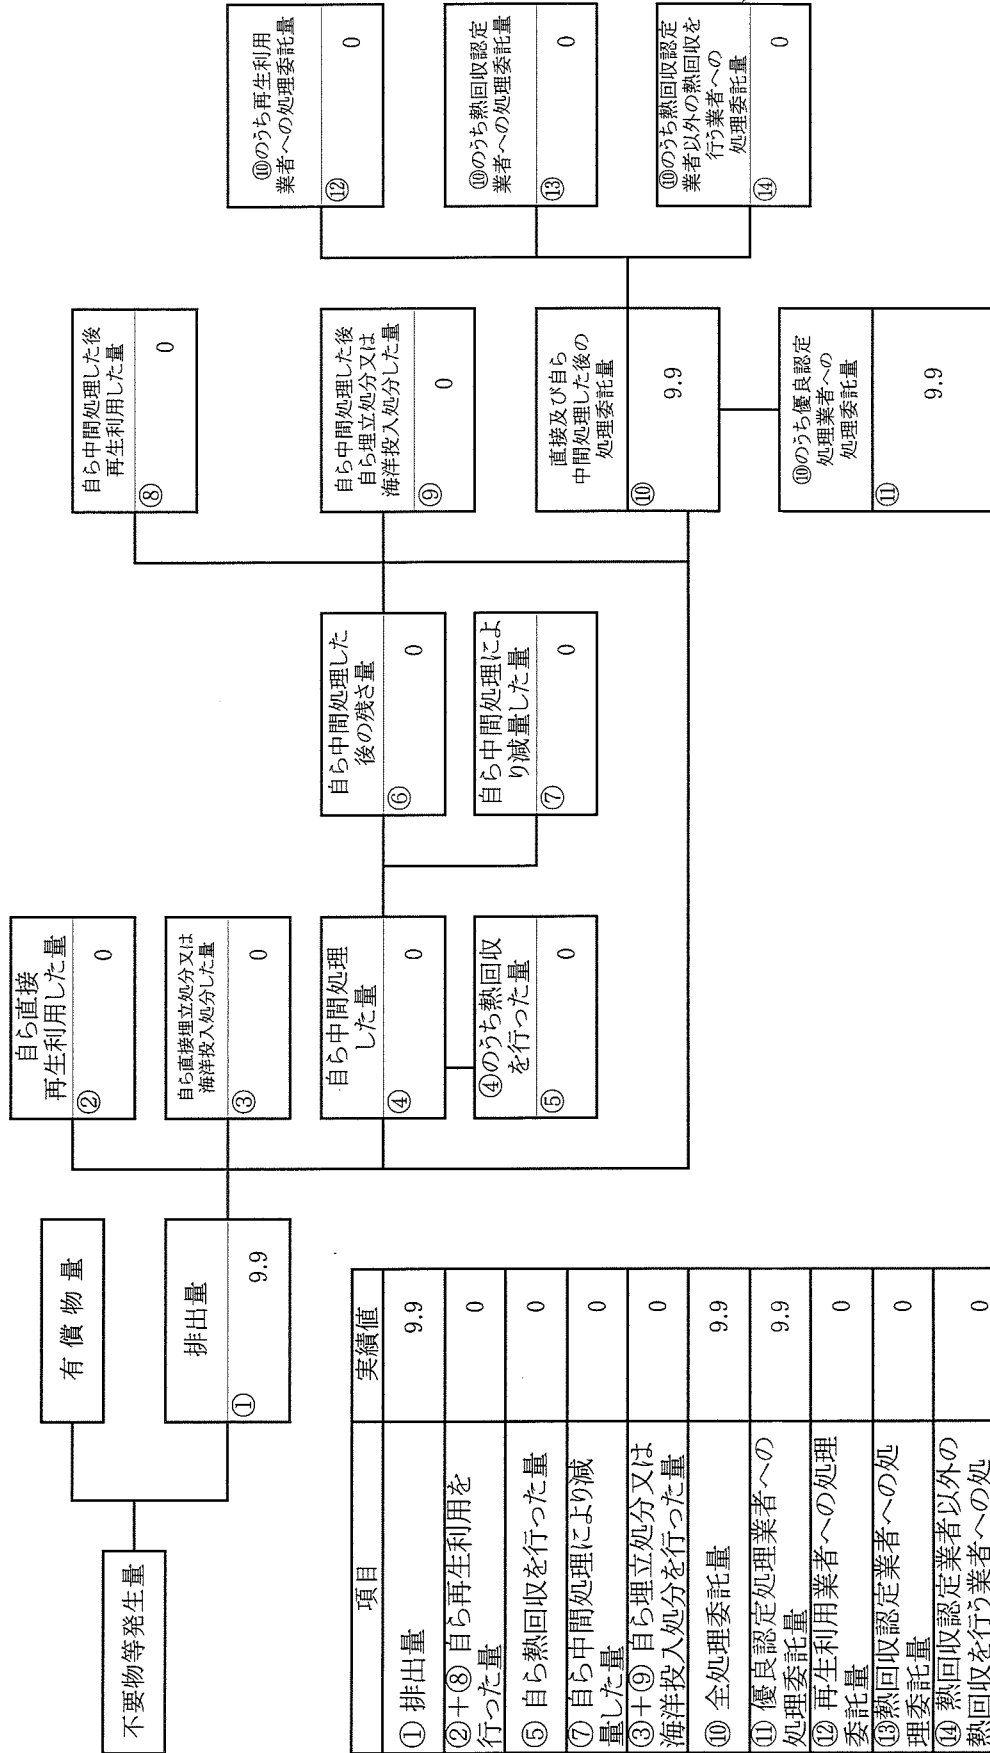 不要物等発生量
有償物量
排出量
①
9.9
自ら直接
再生利用した量
②
0
自ら直接埋立処分又は
海洋投入処分した量
③
0
自ら中間処理
した量
④
0
④のうち熱回収
を行った量
⑤
0
自ら中間処理した
後の残さ量
⑥
0
自ら中間処理によ
り減量した量
⑦
0
自ら中間処理した後
再生利用した量
⑧
0
自ら中間処理した後
自ら埋立処分又は
海洋投入処分した量
⑨
0
直接及び自ら
中間処理した後の
処理委託量
⑩
9.9
⑩のうち優良認定
処理業者への
処理委託量
⑪
9.9
⑩のうち再生利用
業者への処理委託量
⑫
0
⑩のうち熱回収認定
業者への処理委託量
⑬
0
⑩のうち熱回収認定
業者以外の熱回収を
行う業者への
処理委託量
⑭
0
項目 実績値
①排出量 9.9
②+⑧自ら再生利用を
行った量 0
⑤自ら熱回収を行った量 0
⑦自ら中間処理により減
量した量 0
③+⑨自ら埋立処分又は
海洋投入処分を行った量 0
⑩全処理委託量 9.9
⑪優良認定処理業者への
処理委託量 9.9
⑫再生利用業者への処理
委託量 0
⑬熱回収認定業者への処
理委託量 0
⑭熱回収認定業者以外の
熱回収を行う業者への処 0